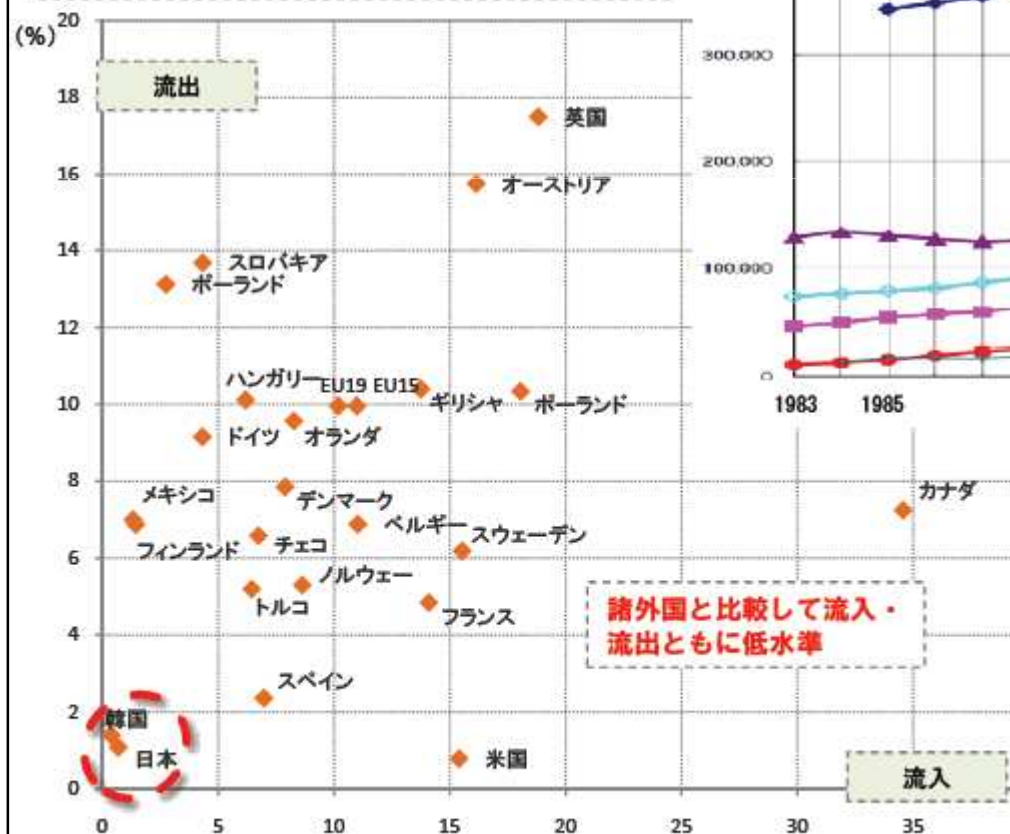 20
(%)
流出
18
英国
16
オーストリア
14
スロバキア
ポーランド
12
ハンガリー
EU19 EU15
10
ギリシャ
ポーランド
ドイツ
オランダ
8
メキシコ
デンマーク
カナダ
ベルギー
スウェーデン
フィンランド
チェコ
6
ノルウェー
トルコ
フランス
諸外国と比較して流入・
流出ともに低水準
4
スペイン
2
韓国
日本
米国
流入
0
0 5 10 15 20 25 30 35
300,000
200,000
100,000
0
1983 1985